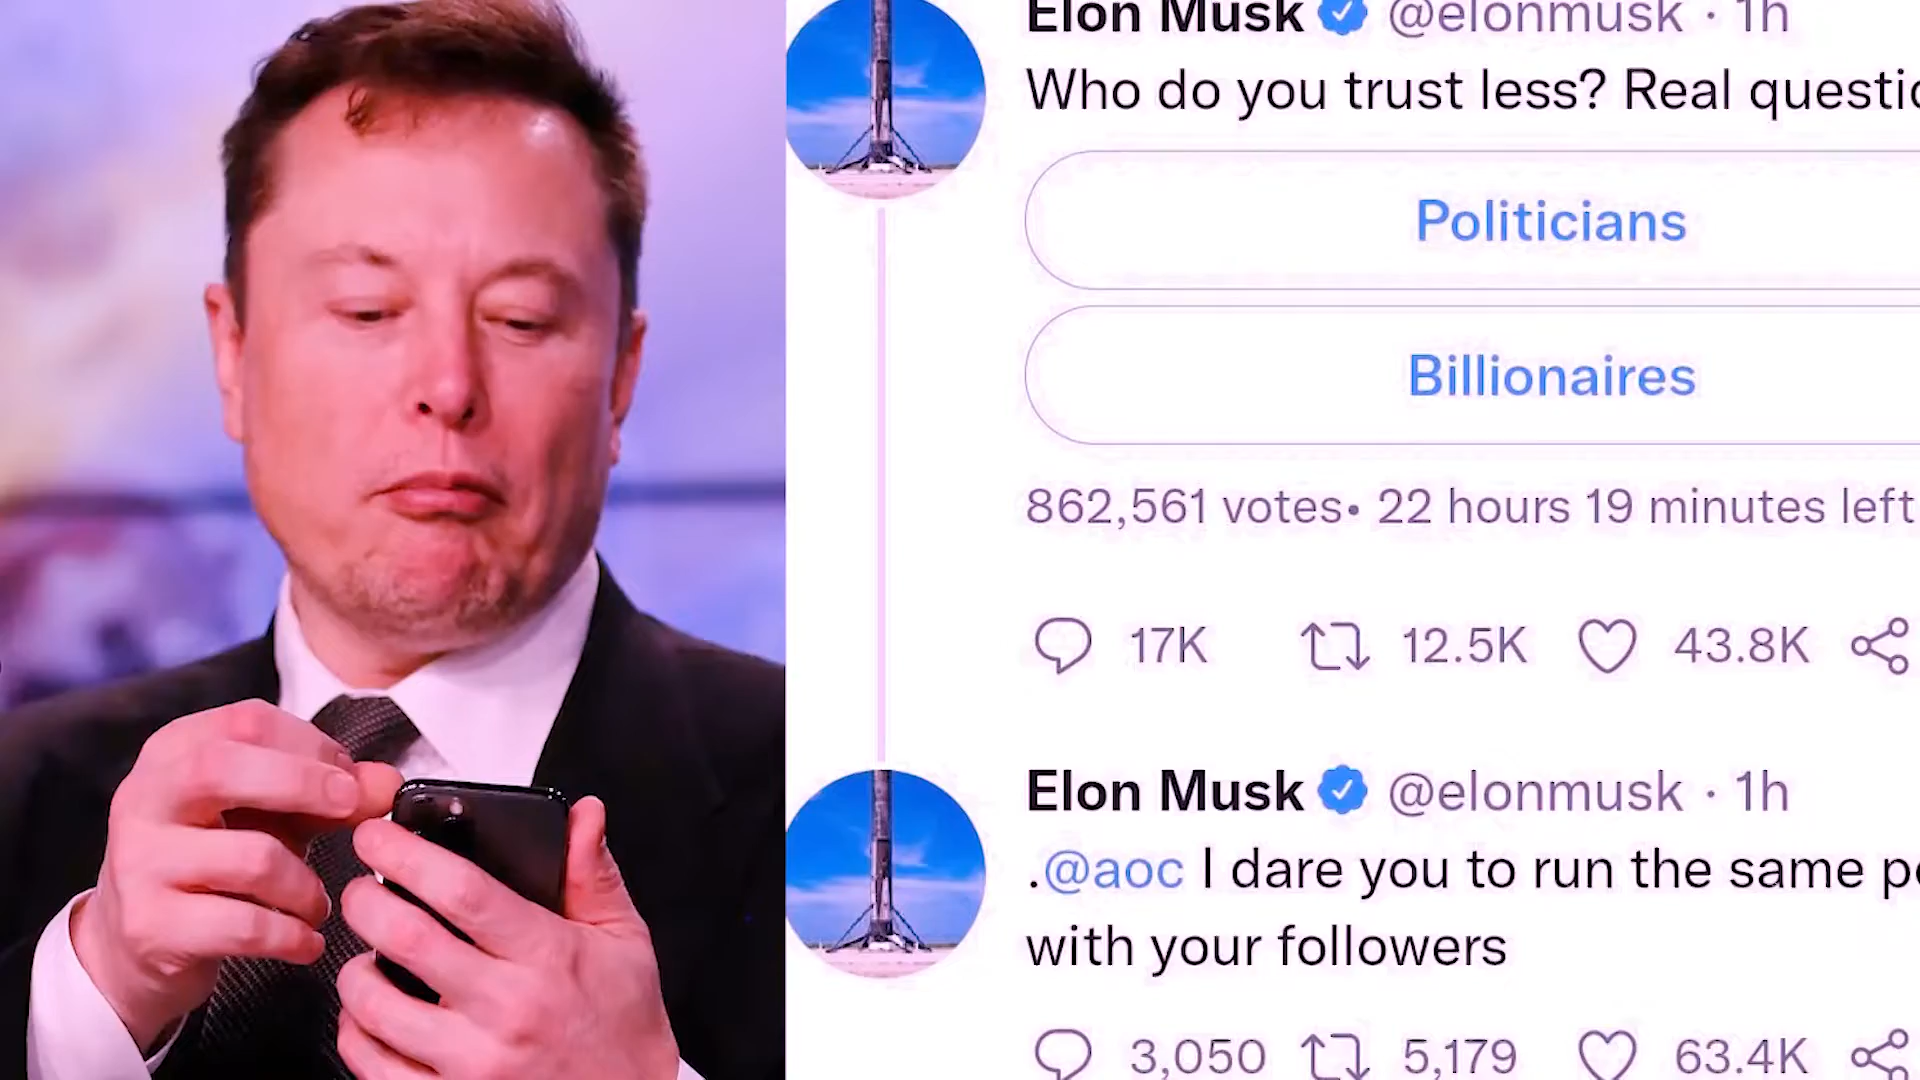 Elon Musk @elonmusk · 1h
Who do you trust less? Real
Politicians
Billionaires
862,561 votes• 22 hours 19 minutes left
17K 12.5K 43.8K
Elon Musk @elonmusk · 1h
.@aoc I dare you to run the same
with your followers
3,050 5,179 63.4K